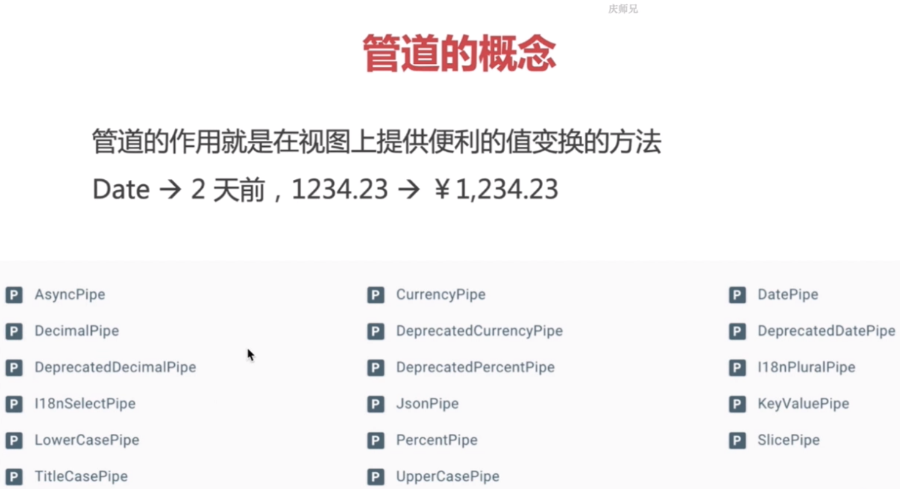 庆师兄
管道的概念
管道的作用就是在视图上提供便利的值变换的方法
Date → 2 天前，1234.23 → ￥1,234.23
P AsyncPipe P CurrencyPipe P DatePipe
P DecimalPipe P DeprecatedCurrencyPipe P DeprecatedDatePipe
P DeprecatedDecimalPipe P DeprecatedPercentPipe P I18nPluralPipe
P I18nSelectPipe P JsonPipe P KeyValuePipe
P LowerCasePipe P PercentPipe P SlicePipe
P TitleCasePipe P UpperCasePipe